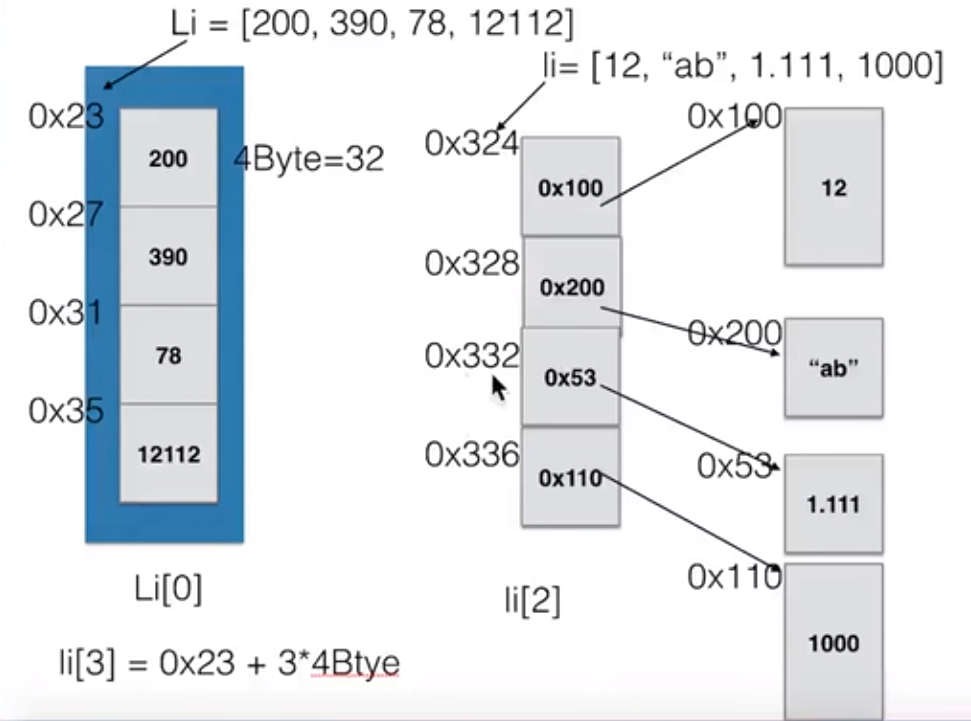 Li = [200, 390, 78, 12112]
li= [12, “ab”, 1.111, 1000]
0x23
200
4Byte=32
0x27
390
0x31
78
0x35
12112
Li[0]
li[3] = 0x23 + 3*4Btye
0x324
0x100
0x328
0x200
0x332
0x53
0x336
0x110
li[2]
0x100
12
0x200
“ab”
0x53
1.111
0x110
1000